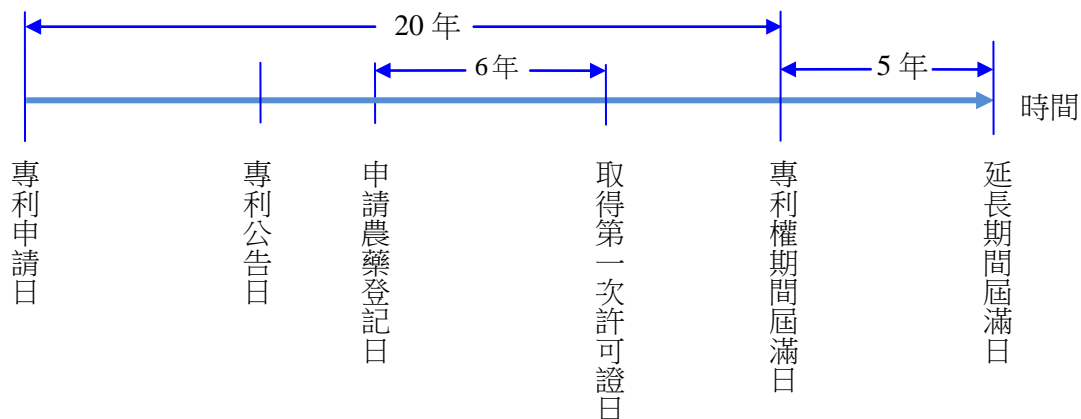 20 年
6年
5 年
時間
專利申請日
專利公告日
申請農藥登記日
取得第一次許可證日
專利權期間屆滿日
延長期間屆滿日